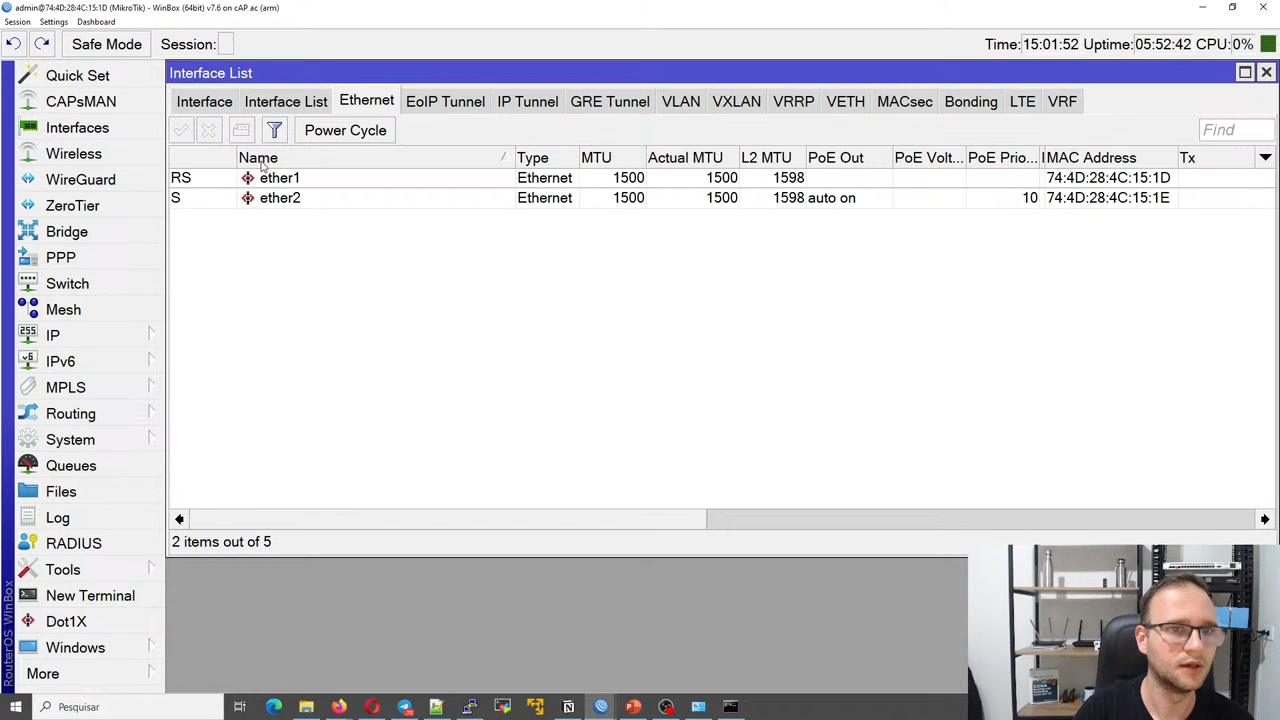 admin@74:4D:28:4C:15:1D (MikroTik) - WinBox (64bit) v7.6 on cAP ac (arm)
Session Settings Dashboard
Safe Mode Session: Time: 15:01:52 Uptime: 05:52:42 CPU: 0%
Quick Set
CAPsMAN
Interfaces
Wireless
WireGuard
ZeroTier
Bridge
PPP
Switch
Mesh
IP
IPv6
MPLS
Routing
System
Queues
Files
Log
RADIUS
Tools
New Terminal
Dot1X
Windows
More
RouterOS WinBox
Interface List
Interface Interface List Ethernet EoIP Tunnel IP Tunnel GRE Tunnel VLAN VXLAN VRRP VETH MACsec Bonding LTE VRF
Power Cycle Find
Name Type MTU Actual MTU L2 MTU PoE Out PoE Volt... PoE Prio... MAC Address Tx
RS ether1 Ethernet 1500 1500 1598 74:4D:28:4C:15:1D
S ether2 Ethernet 1500 1500 1598 auto on 10 74:4D:28:4C:15:1E
2 items out of 5
Pesquisar